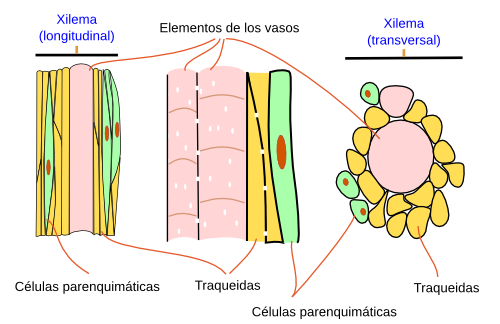 Xilema
(longitudinal)
Elementos de los vasos
Xilema
(transversal)
Células parenquimáticas
Traqueidas
Células parenquimáticas
Traqueidas